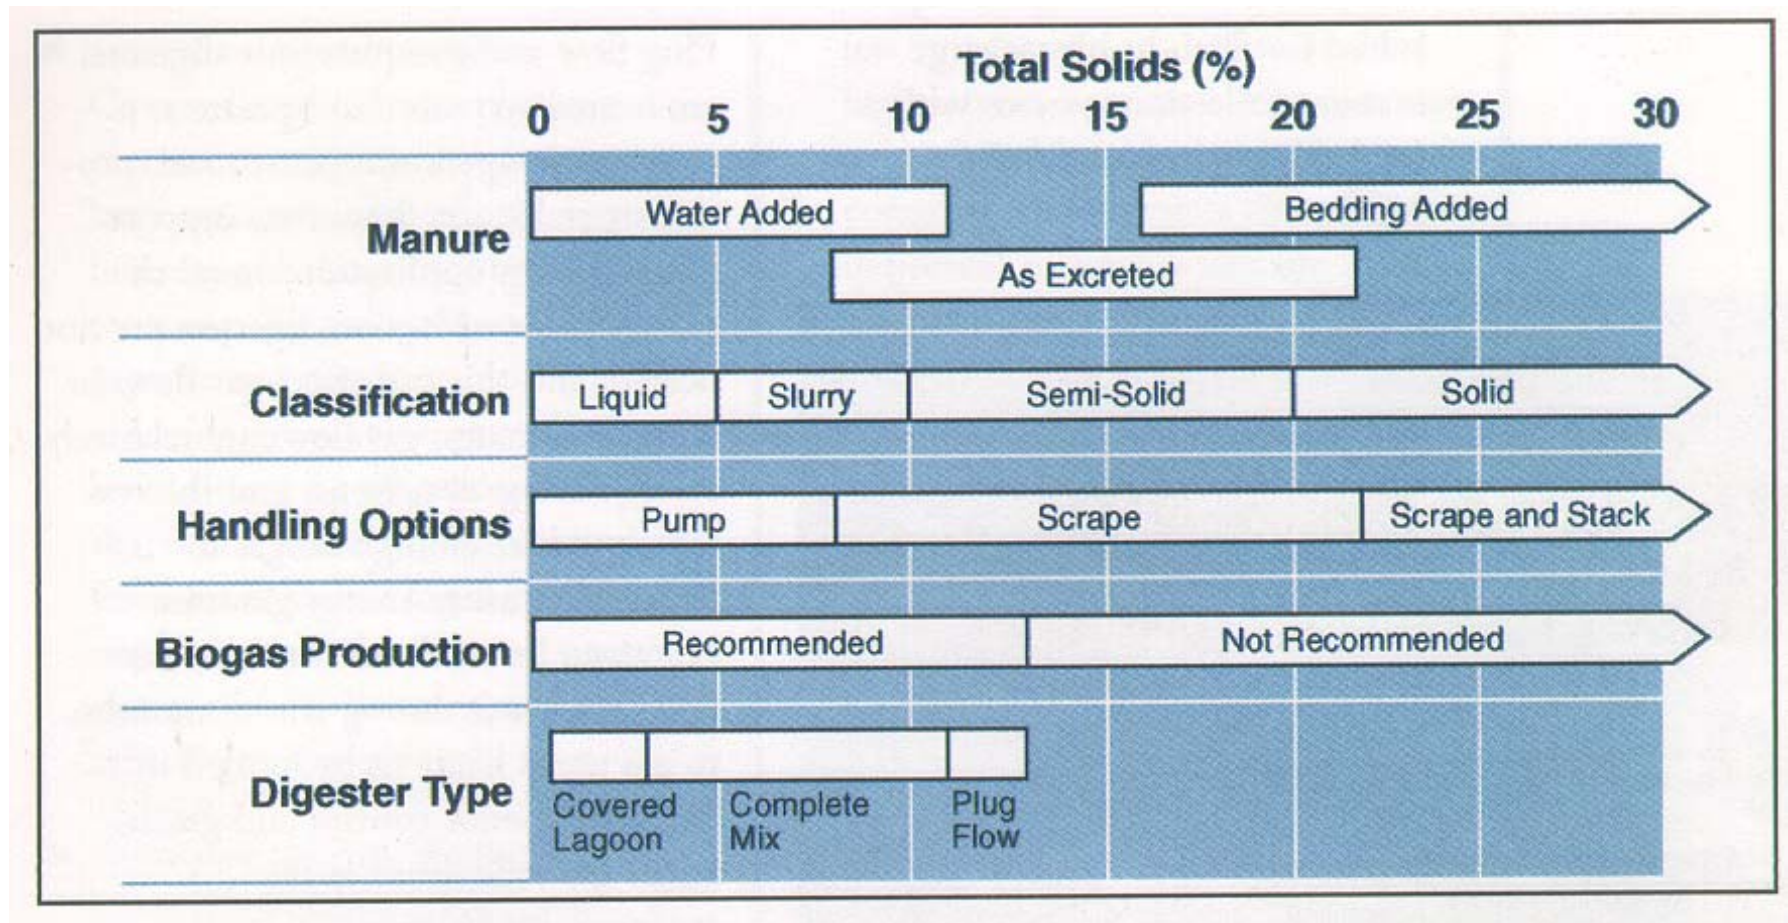 Total Solids (%)
0 5 10 15 20 25 30
Manure
Water Added
Bedding Added
As Excreted
Classification
Liquid
Slurry
Semi-Solid
Solid
Handling Options
Pump
Scrape
Scrape and Stack
Biogas Production
Recommended
Not Recommended
Digester Type
Covered
Lagoon
Complete
Mix
Plug
Flow